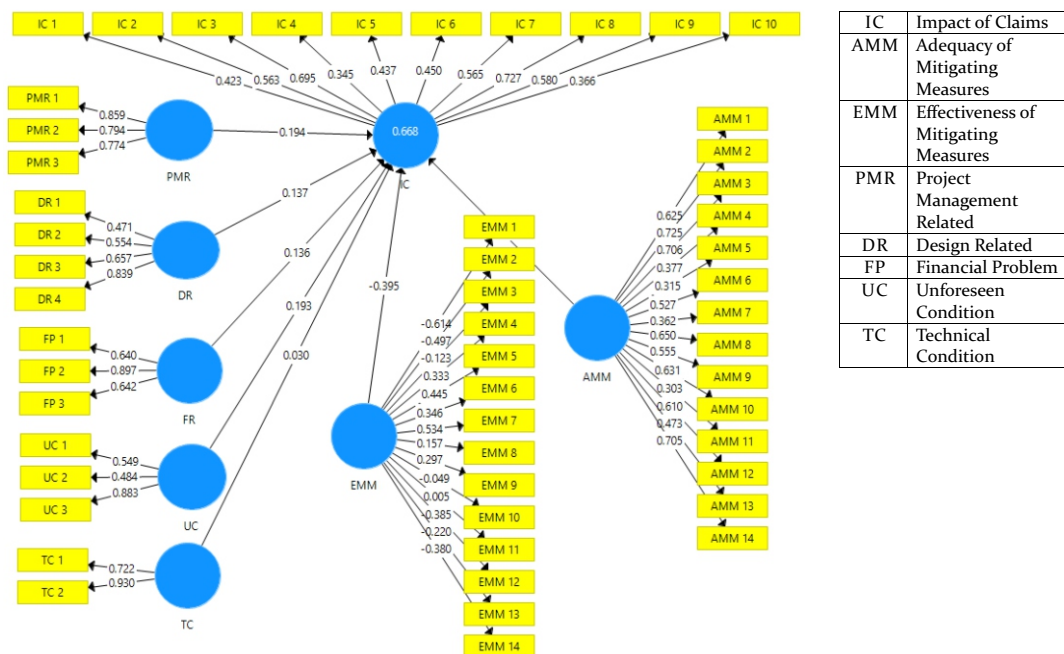 IC 1 IC 2 IC 3 IC 4 IC 5 IC 6 IC 7 IC 8 IC 9 IC 10
0.423 0.563 0.695 0.345 0.437 0.450 0.565 0.727 0.580 0.366
PMR 1
PMR 2
PMR 3
0.859
0.794
0.774
PMR
0.194
0.668
IC
DR 1
DR 2
DR 3
DR 4
0.471
0.554
0.657
0.839
DR
0.137
FP 1
FP 2
FP 3
0.640
0.897
0.642
FR
0.136
UC 1
UC 2
UC 3
0.549
0.484
0.883
UC
0.193
TC 1
TC 2
0.722
0.930
TC
0.030
-0.395
EMM
-0.614
-0.497
-0.123
0.333
0.445
0.346
0.534
0.157
0.297
-0.049
0.005
-0.385
-0.220
-0.380
EMM 1
EMM 2
EMM 3
EMM 4
EMM 5
EMM 6
EMM 7
EMM 8
EMM 9
EMM 10
EMM 11
EMM 12
EMM 13
EMM 14
AMM
0.625
0.725
0.706
0.377
0.315
0.527
0.362
0.650
0.555
0.631
0.303
0.610
0.473
0.705
AMM 1
AMM 2
AMM 3
AMM 4
AMM 5
AMM 6
AMM 7
AMM 8
AMM 9
AMM 10
AMM 11
AMM 12
AMM 13
AMM 14
IC Impact of Claims
AMM Adequacy of
Mitigating
Measures
EMM Effectiveness of
Mitigating
Measures
PMR Project
Management
Related
DR Design Related
FP Financial Problem
UC Unforeseen
Condition
TC Technical
Condition